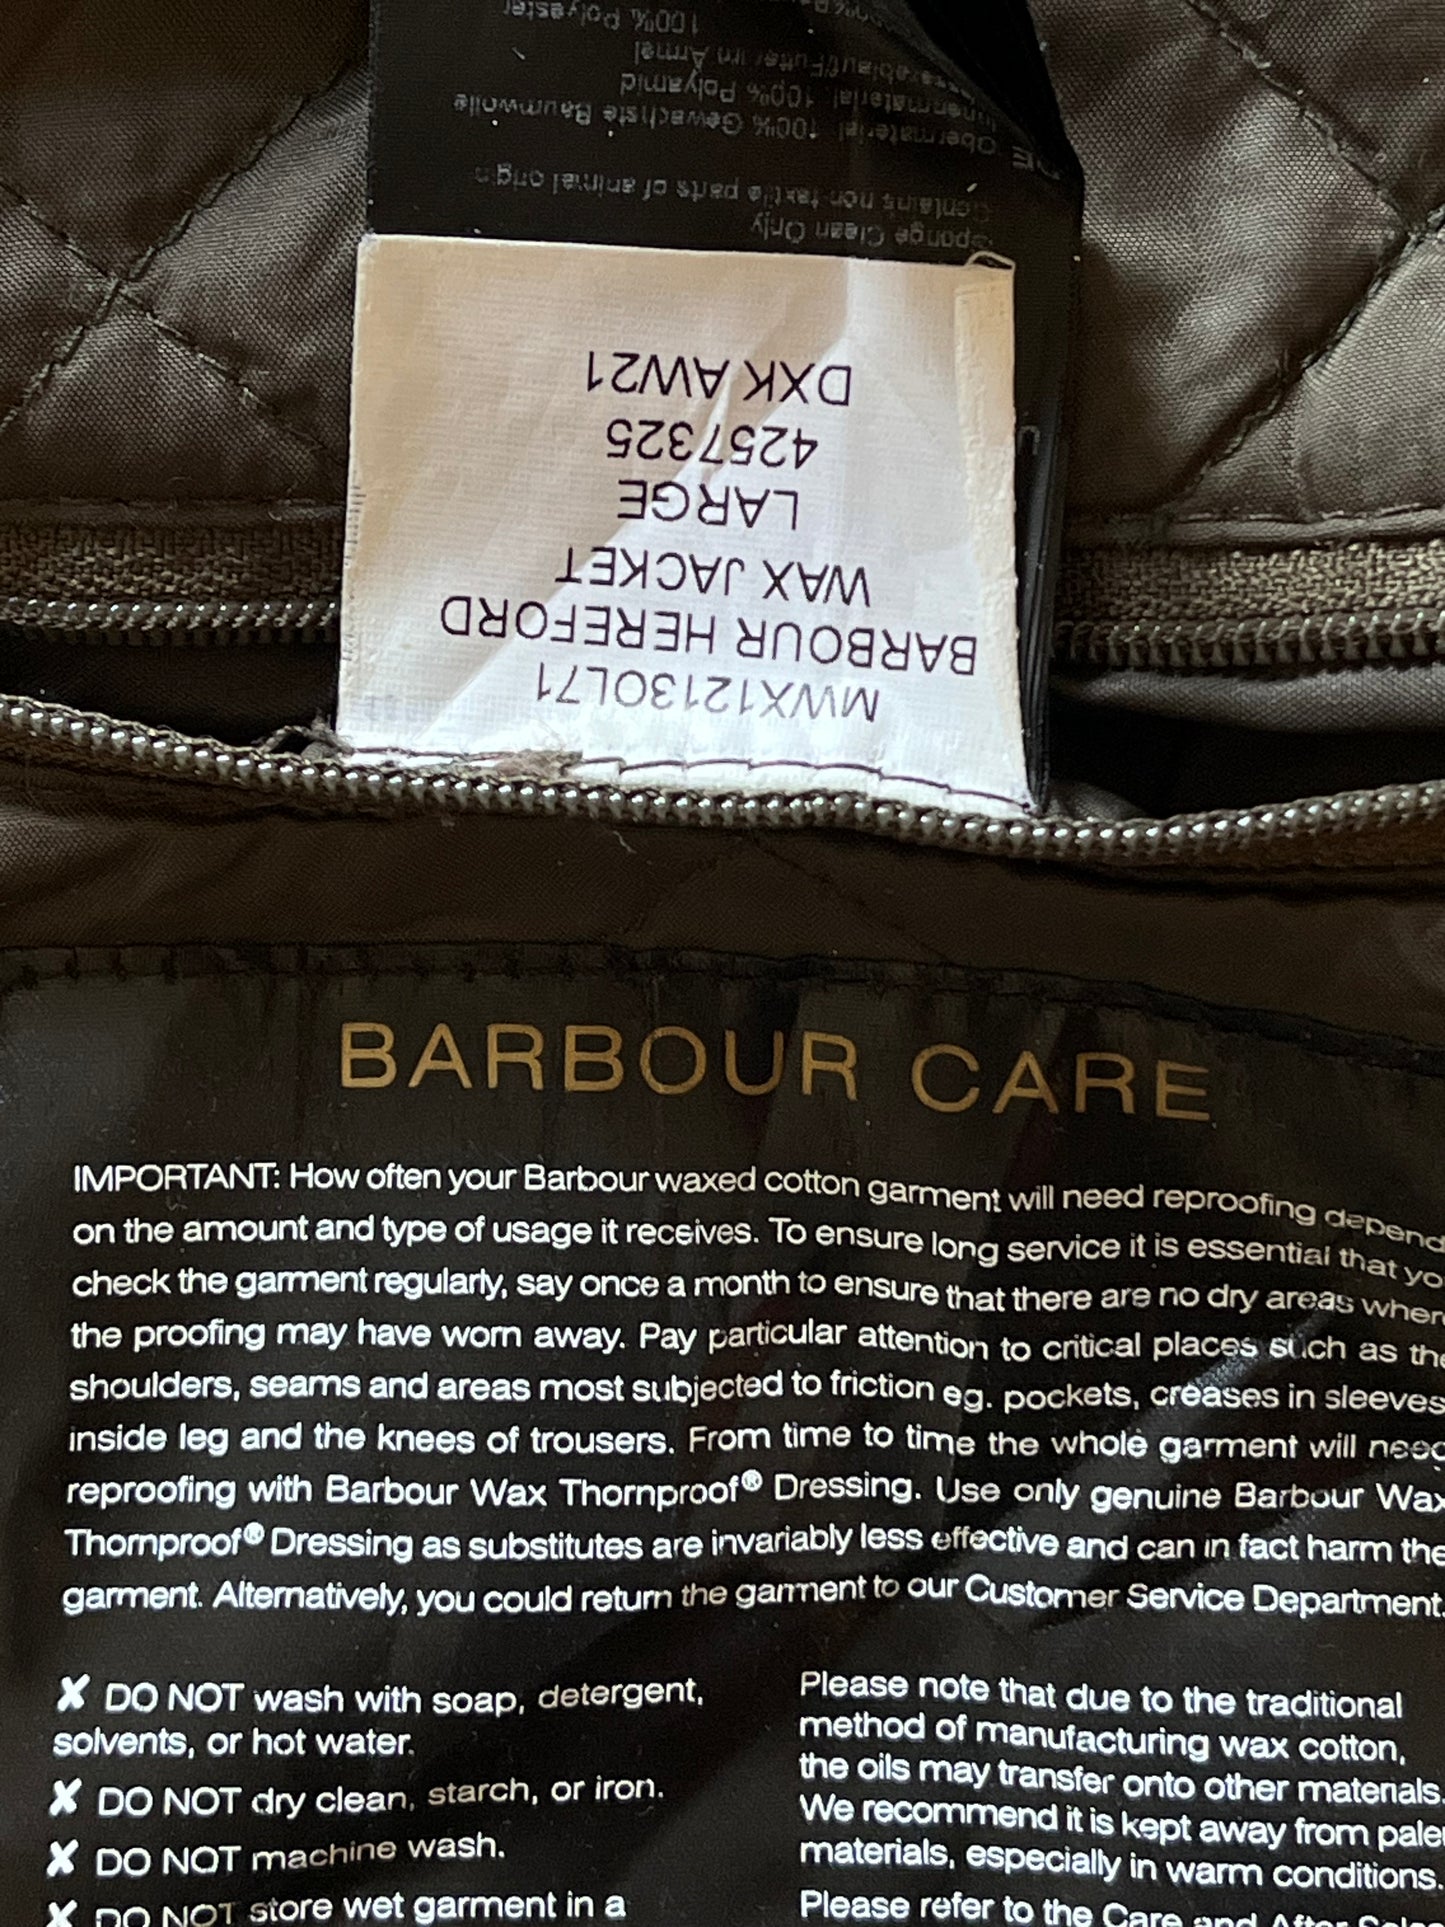 MWX1213OL71
BARBOUR HEREFORD
WAX JACKET
LARGE
4257325
DXK AW21
Sponge Clean Only
Contains non textile parts of animal origin
DE Obermaterial: 100% Gewachste Baumwolle
100% Polyamid
Futter im Armel
100% Polyester
BARBOUR CARE
IMPORTANT: How often your Barbour waxed cotton garment will need reproofing depend
on the amount and type of usage it receives. To ensure long service it is essential that yo
check the garment regularly, say once a month to ensure that there are no dry areas wher
the proofing may have worn away. Pay particular attention to critical places such as the
shoulders, seams and areas most subjected to friction eg. pockets, creases in sleeves
inside leg and the knees of trousers. From time to time the whole garment will need
reproofing with Barbour Wax Thornproof® Dressing. Use only genuine Barbour Wax
Thornproof® Dressing as substitutes are invariably less effective and can in fact harm the
garment. Alternatively, you could return the garment to our Customer Service Department.
✘ DO NOT wash with soap, detergent,
solvents, or hot water.
✘ DO NOT dry clean, starch, or iron.
✘ DO NOT machine wash.
✘ DO NOT store wet garment in a
Please note that due to the traditional
method of manufacturing wax cotton,
the oils may transfer onto other materials.
We recommend it is kept away from paler
materials, especially in warm conditions.
Please refer to the Care and After Sales